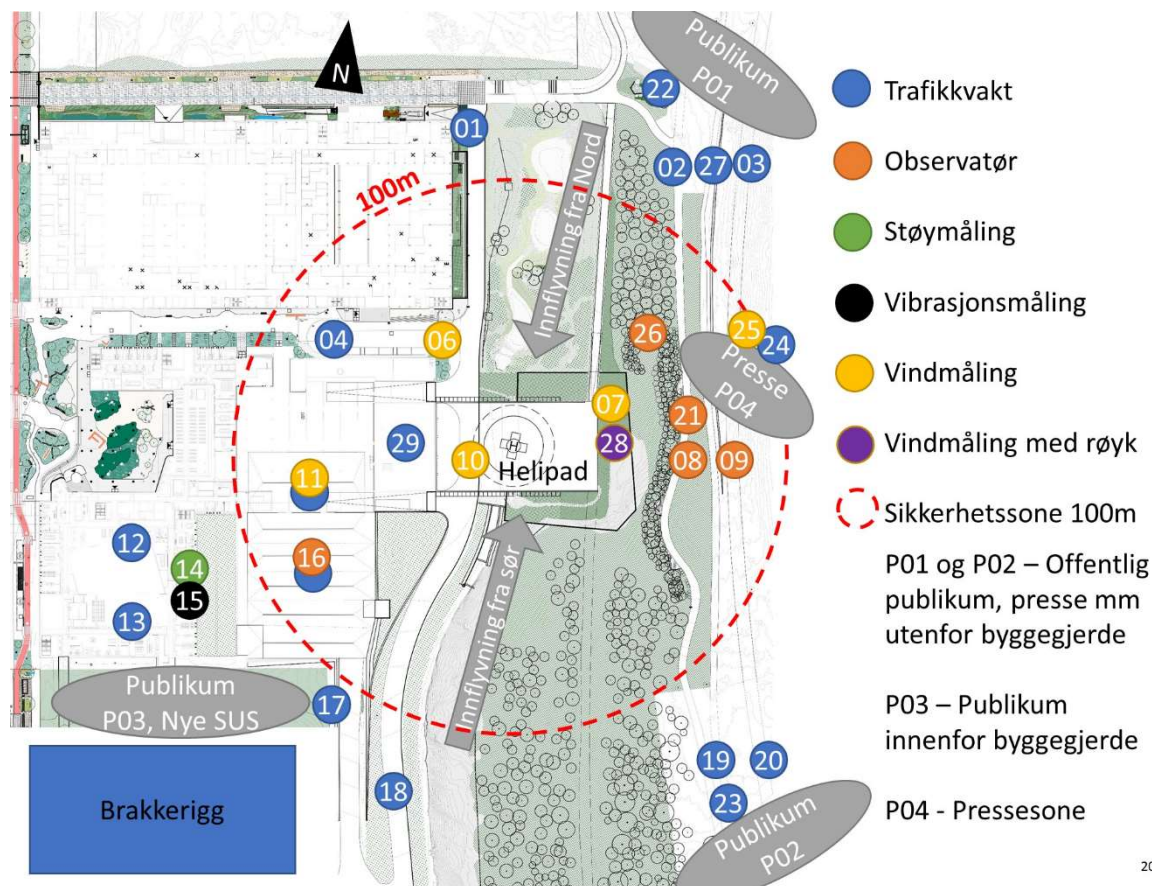 N
Publikum
P01
22
01
02
27
03
100m
Innflyvning fra Nord
04
06
26
25
24
Presse
P04
07
21
29
10
H
28
08
09
Helipad
11
12
16
14
15
13
Innflyvning fra sør
Publikum
P03, Nye SUS
17
18
19
20
23
Brakkerigg
Publikum
P02
Trafikkvakt
Observatør
Støymåling
Vibrasjonsmåling
Vindmåling
Vindmåling med røyk
Sikkerhetssone 100m
P01 og P02 – Offentlig
publikum, presse mm
utenfor byggegjerde
P03 – Publikum
innenfor byggegjerde
P04 - Pressesone
20